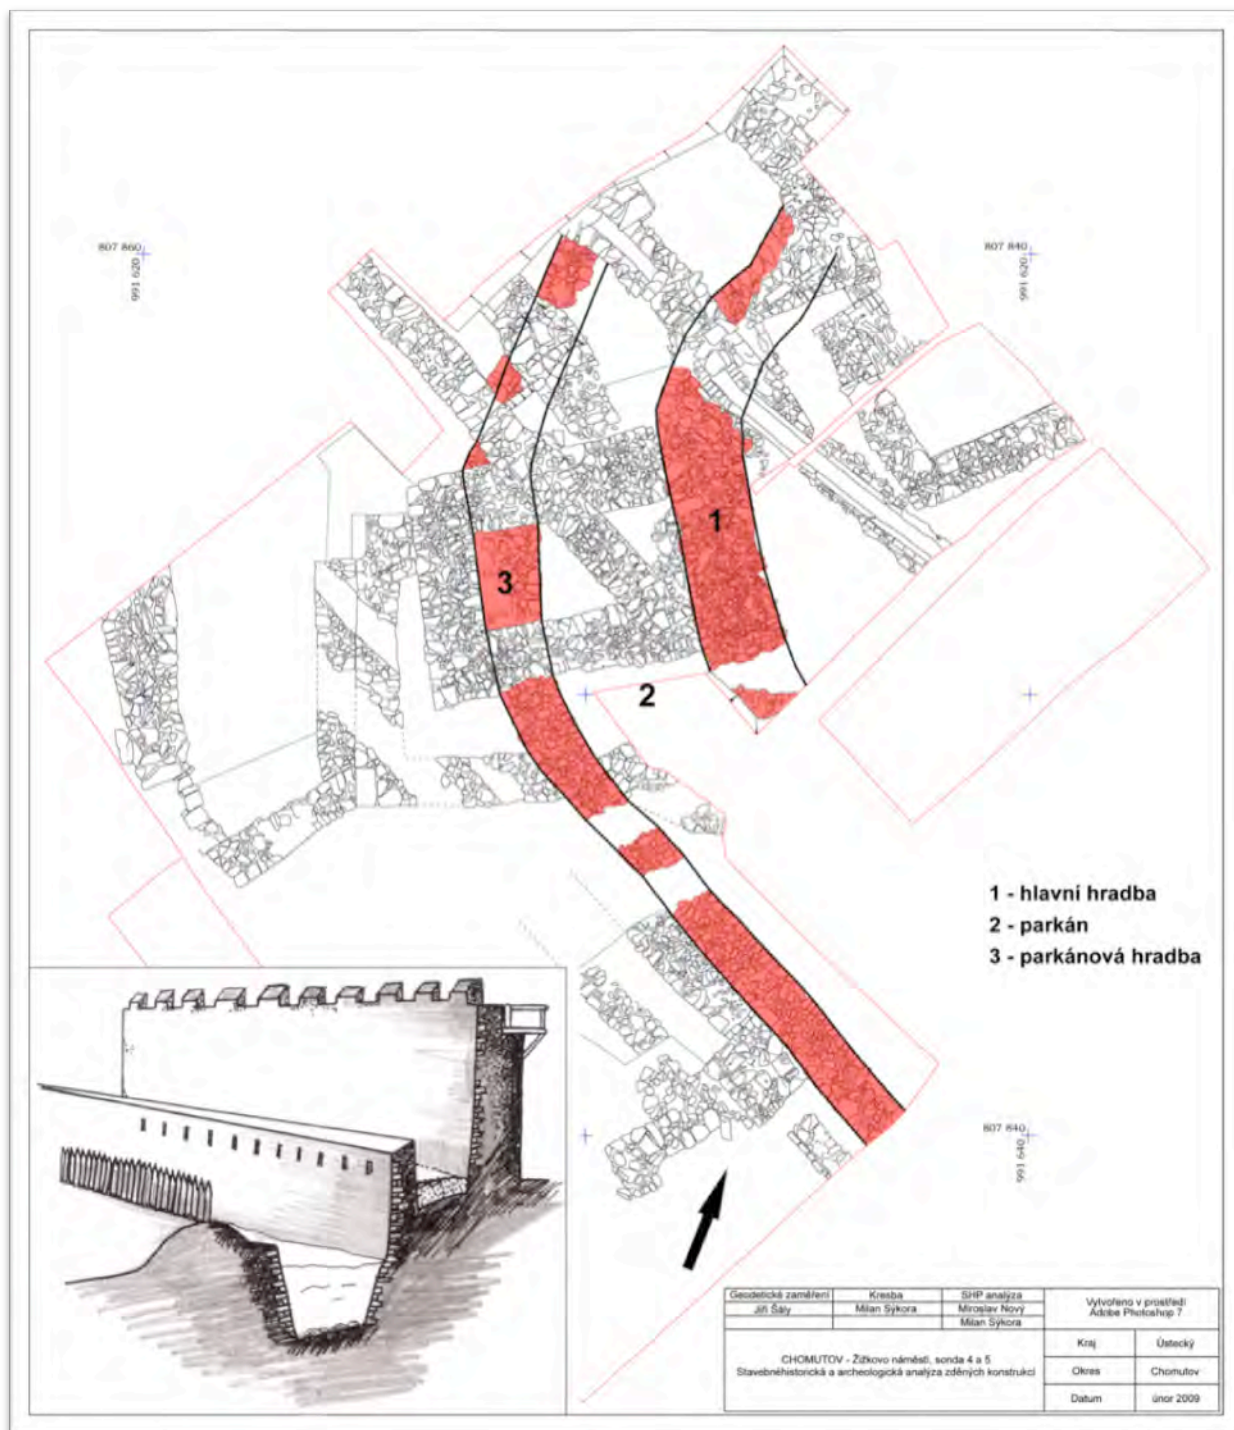 807 860
991 620
807 840
991 620
1
3
2
1 - hlavní hradba
2 - parkán
3 - parkánová hradba
807 840
991 640
Geodetické zaměření Kresba SHP analýza
Jiří Šály Milan Sýkora Miroslav Nový
Milan Sýkora
Vytvořeno v prostředí
Adobe Photoshop 7
CHOMUTOV - Žižkovo náměstí, sonda 4 a 5
Stavebněhistorická a archeologická analýza zděných konstrukcí
Kraj Ústecký
Okres Chomutov
Datum únor 2009